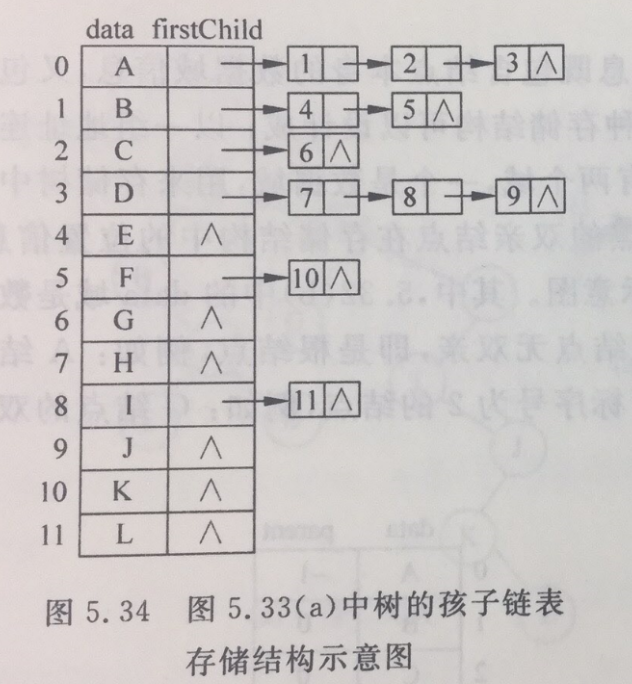 data firstChild
0 A 1 2 3 ∧
1 B 4 5 ∧
2 C 6 ∧
3 D 7 8 9 ∧
4 E ∧
5 F 10 ∧
6 G ∧
7 H ∧
8 I 11 ∧
9 J ∧
10 K ∧
11 L ∧
图 5.34 图 5.33(a)中树的孩子链表
存储结构示意图